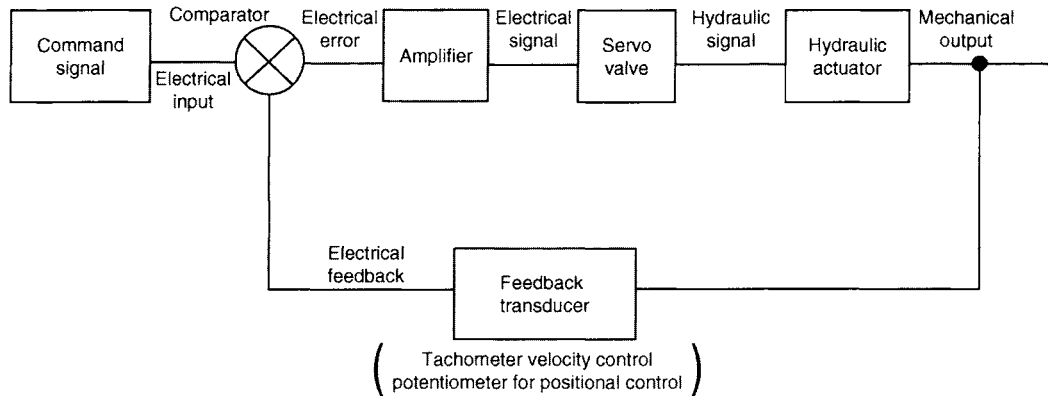 Comparator
Command
signal
Electrical
input
Electrical
error
Amplifier
Electrical
signal
Servo
valve
Hydraulic
signal
Hydraulic
actuator
Mechanical
output
Electrical
feedback
Feedback
transducer
Tachometer velocity control
potentiometer for positional control